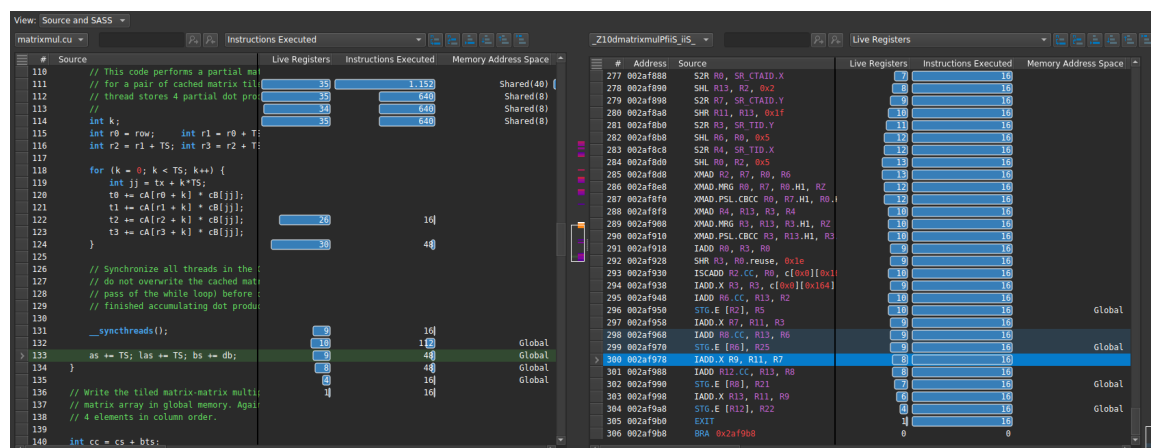 View: Source and SASS
matrixmul.cu Instructions Executed
# Source Live Registers Instructions Executed Memory Address Space
110 // This code performs a partial mat
111 // for a pair of cached matrix til 35 1.152 Shared(40)
112 // thread stores 4 partial dot pro 35 640 Shared(8)
113 // 34 640 Shared(8)
114 int k; 35 640 Shared(8)
115 int r0 = row; int r1 = r0 + TS
116 int r2 = r1 + TS; int r3 = r2 + T
117
118 for (k = 0; k < TS; k++) {
119 int jj = tx + k*TS;
120 t0 += cA[r0 + k] * cB[jj];
121 t1 += cA[r1 + k] * cB[jj];
122 t2 += cA[r2 + k] * cB[jj]; 26 16
123 t3 += cA[r3 + k] * cB[jj];
124 } 30 48
125
126 // Synchronize all threads in the
127 // do not overwrite the cached mat
128 // pass of the while loop) before
129 // finished accumulating dot produ
130
131 __syncthreads(); 9 16
132 10 112 Global
133 as += TS; las += TS; bs += db; 9 48 Global
134 } 8 48 Global
135 4 16 Global
136 // Write the tiled matrix-matrix multi 1 16
137 // matrix array in global memory. Agai
138 // 4 elements in column order.
139
140 int cc = cs + bts;
_Z10dmatrixmulPfiiS_iiS_ Live Registers
# Address Source Live Registers Instructions Executed Memory Address Space
277 002af888 S2R R0, SR_CTAID.X 7 16
278 002af890 SHL R13, R2, 0x2 8 16
279 002af898 S2R R7, SR_CTAID.Y 9 16
280 002af8a8 SHR R11, R13, 0x1f 10 16
281 002af8b0 S2R R3, SR_TID.Y 11 16
282 002af8b8 SHL R6, R0, 0x5 12 16
283 002af8c8 S2R R4, SR_TID.X 12 16
284 002af8d0 SHL R0, R2, 0x5 13 16
285 002af8d8 XMAD R2, R7, R0, R6 13 16
286 002af8e8 XMAD.MRG R0, R7, R0.H1, RZ 12 16
287 002af8f0 XMAD.PSL.CBCC R0, R7.H1, R0. 12 16
288 002af8f8 XMAD R4, R13, R3, R4 10 16
289 002af908 XMAD.MRG R3, R13, R3.H1, RZ 10 16
290 002af910 XMAD.PSL.CBCC R3, R13.H1, R3 10 16
291 002af918 IADD R0, R3, R0 9 16
292 002af928 SHR R3, R0.reuse, 0x1e 9 16
293 002af930 ISCADD R2.CC, R0, c[0x0][0x1 10 16
294 002af938 IADD.X R3, R3, c[0x0][0x164] 10 16
295 002af948 IADD R6.CC, R13, R2 10 16
296 002af950 STG.E [R2], R5 10 16 Global
297 002af958 IADD.X R7, R11, R3 9 16
298 002af968 IADD R8.CC, R13, R6 9 16
299 002af970 STG.E [R6], R25 9 16 Global
300 002af978 IADD.X R9, R11, R7 8 16
301 002af988 IADD R12.CC, R13, R8 8 16
302 002af990 STG.E [R8], R21 7 16 Global
303 002af998 IADD.X R13, R11, R9 6 16
304 002af9a8 STG.E [R12], R22 4 16 Global
305 002af9b0 EXIT 1 16
306 002af9b8 BRA 0x2af9b8 0 0